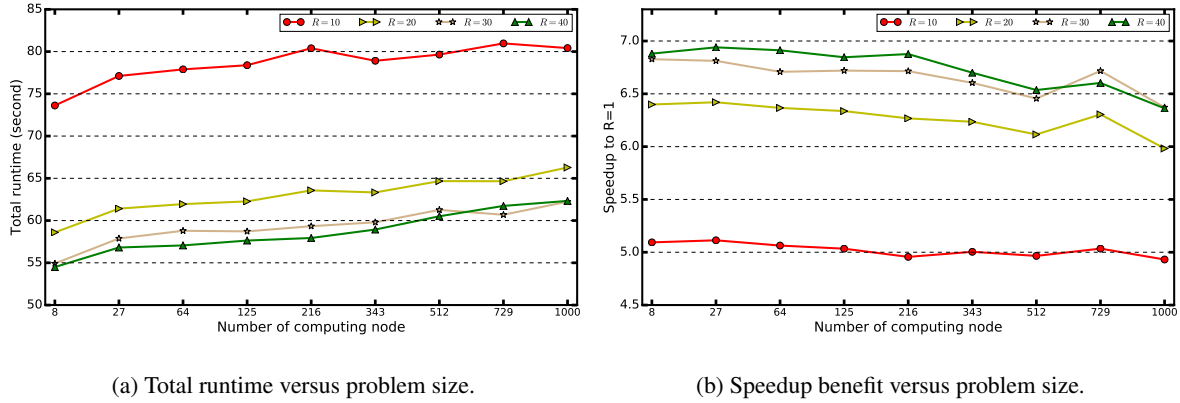 R = 10 R = 20 R = 30 R = 40
85
80
75
70
65
60
55
50
Total runtime (second)
8 27 64 125 216 343 512 729 1000
Number of computing node
(a) Total runtime versus problem size.
R = 10 R = 20 R = 30 R = 40
7.0
6.5
6.0
5.5
5.0
4.5
Speedup to R=1
8 27 64 125 216 343 512 729 1000
Number of computing node
(b) Speedup benefit versus problem size.